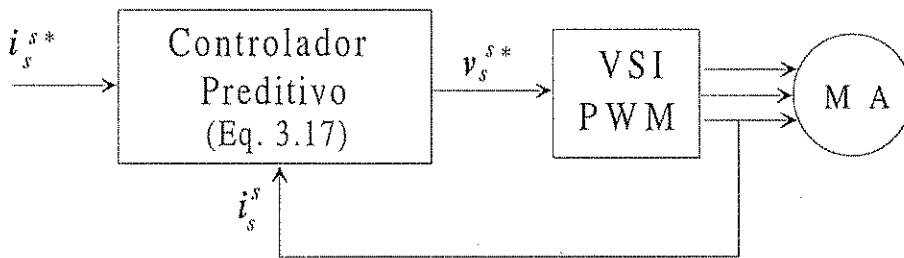 i_s^{s*}
Controlador
Preditivo
(Eq. 3.17)
v_s^{s*}
VSI
PWM
M A
i_s^s